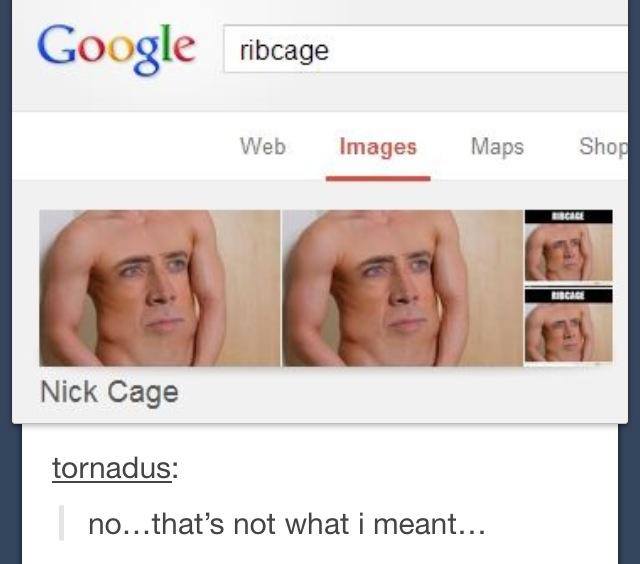 Google ribcage
Web Images Maps Shop
RIBCAGE
RIBCAGE
Nick Cage
tornadus:
no...that's not what i meant...